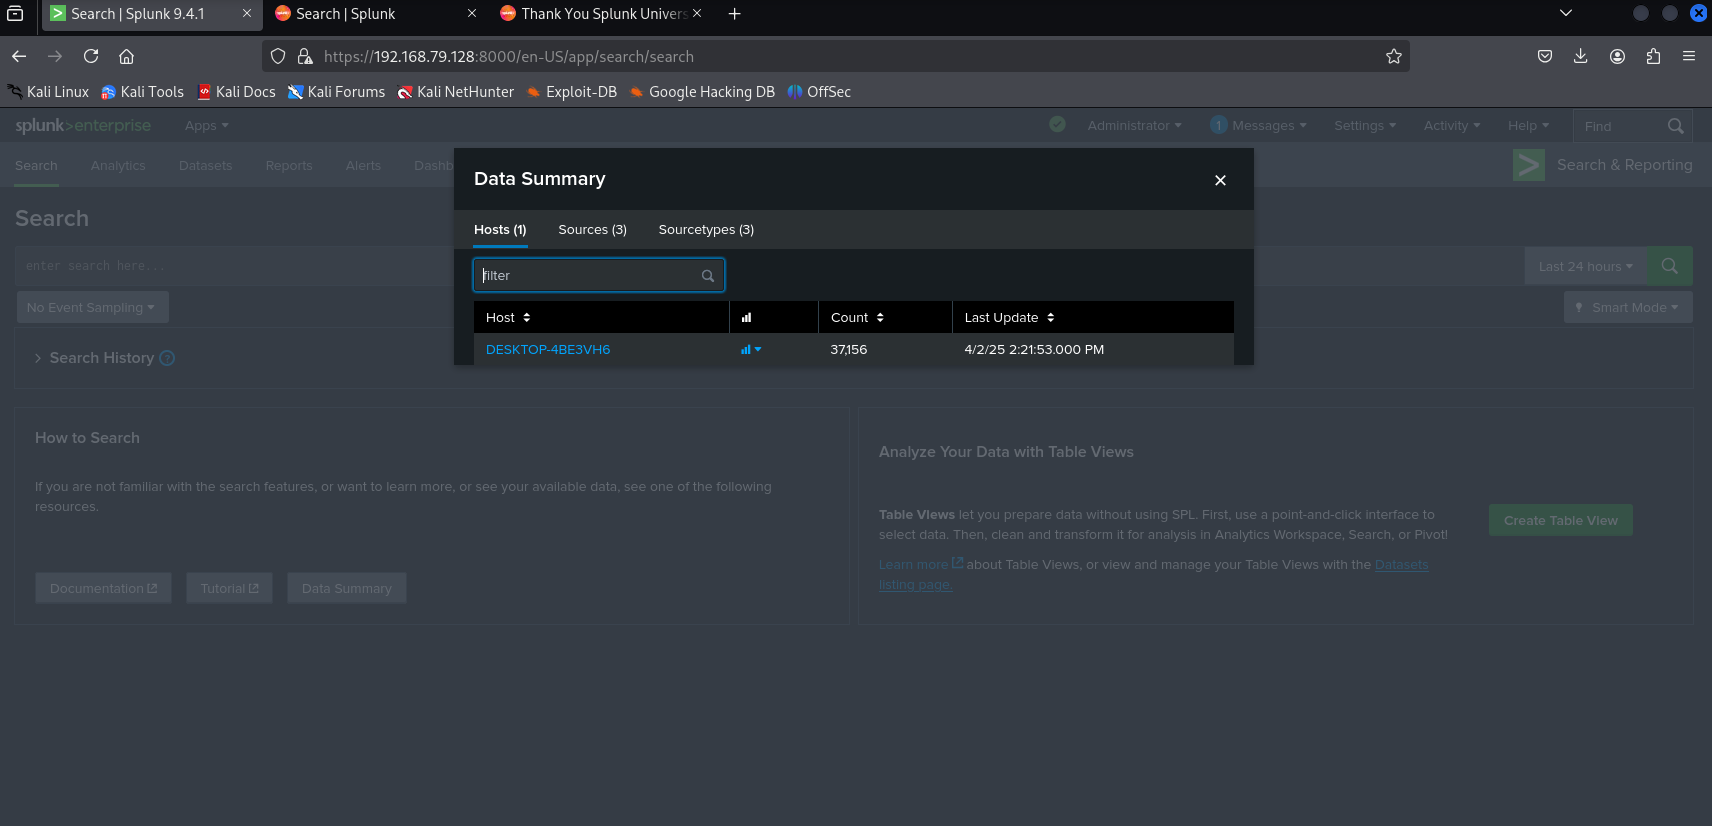 Search | Splunk 9.4.1
Search | Splunk
Thank You Splunk Univers
https://192.168.79.128:8000/en-US/app/search/search
Kali Linux Kali Tools Kali Docs Kali Forums Kali NetHunter Exploit-DB Google Hacking DB OffSec
splunk>enterprise Apps Administrator 1 Messages Settings Activity Help Find
Search Analytics Datasets Reports Alerts Dashb Search & Reporting
Data Summary
Hosts (1) Sources (3) Sourcetypes (3)
filter
Host Count Last Update
DESKTOP-4BE3VH6 37,156 4/2/25 2:21:53.000 PM
Search
enter search here... Last 24 hours
No Event Sampling Smart Mode
Search History ?
How to Search
If you are not familiar with the search features, or want to learn more, or see your available data, see one of the following
resources.
Documentation Tutorial Data Summary
Analyze Your Data with Table Views
Table Views let you prepare data without using SPL. First, use a point-and-click interface to
select data. Then, clean and transform it for analysis in Analytics Workspace, Search, or Pivot!
Learn more about Table Views, or view and manage your Table Views with the Datasets
listing page.
Create Table View